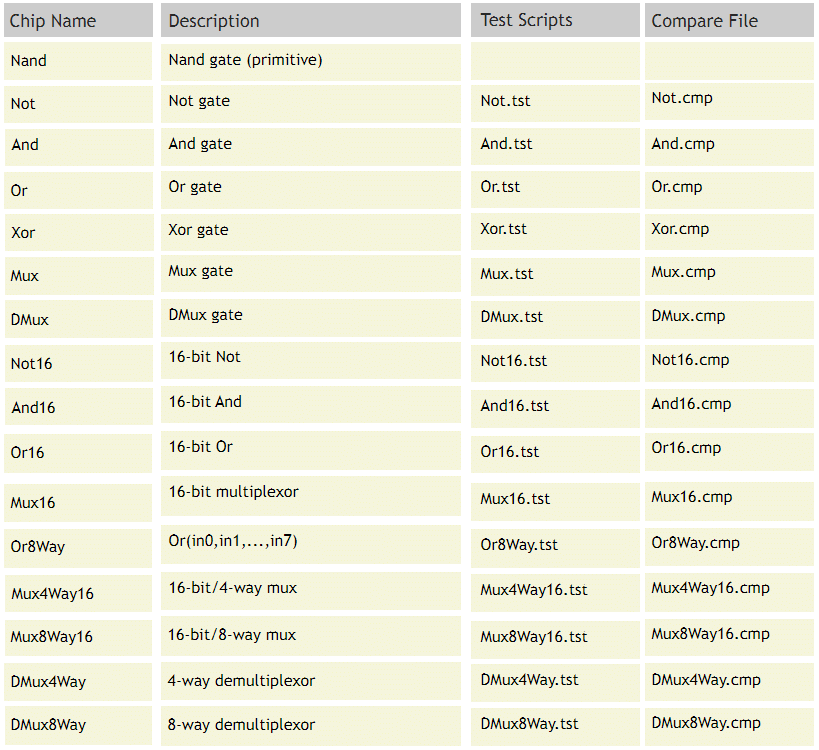 Chip Name Description Test Scripts Compare File
Nand Nand gate (primitive)
Not Not gate Not.tst Not.cmp
And And gate And.tst And.cmp
Or Or gate Or.tst Or.cmp
Xor Xor gate Xor.tst Xor.cmp
Mux Mux gate Mux.tst Mux.cmp
DMux DMux gate DMux.tst DMux.cmp
Not16 16-bit Not Not16.tst Not16.cmp
And16 16-bit And And16.tst And16.cmp
Or16 16-bit Or Or16.tst Or16.cmp
Mux16 16-bit multiplexor Mux16.tst Mux16.cmp
Or8Way Or(in0,in1,...,in7) Or8Way.tst Or8Way.cmp
Mux4Way16 16-bit/4-way mux Mux4Way16.tst Mux4Way16.cmp
Mux8Way16 16-bit/8-way mux Mux8Way16.tst Mux8Way16.cmp
DMux4Way 4-way demultiplexor DMux4Way.tst DMux4Way.cmp
DMux8Way 8-way demultiplexor DMux8Way.tst DMux8Way.cmp